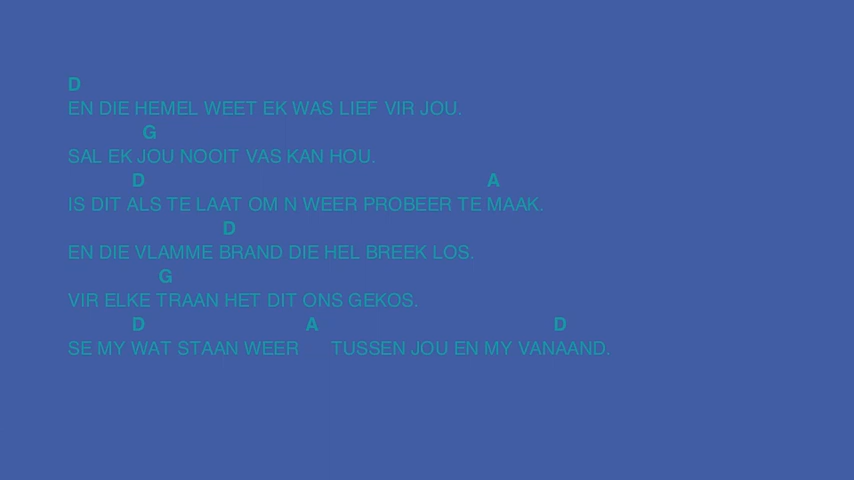 D
EN DIE HEMEL WEET EK WAS LIEF VIR JOU.
G
SAL EK JOU NOOIT VAS KAN HOU.
D A
IS DIT ALS TE LAAT OM N WEER PROBEER TE MAAK.
D
EN DIE VLAMME BRAND DIE HEL BREEK LOS.
G
VIR ELKE TRAAN HET DIT ONS GEKOS.
D A D
SE MY WAT STAAN WEER TUSSEN JOU EN MY VANAAND.